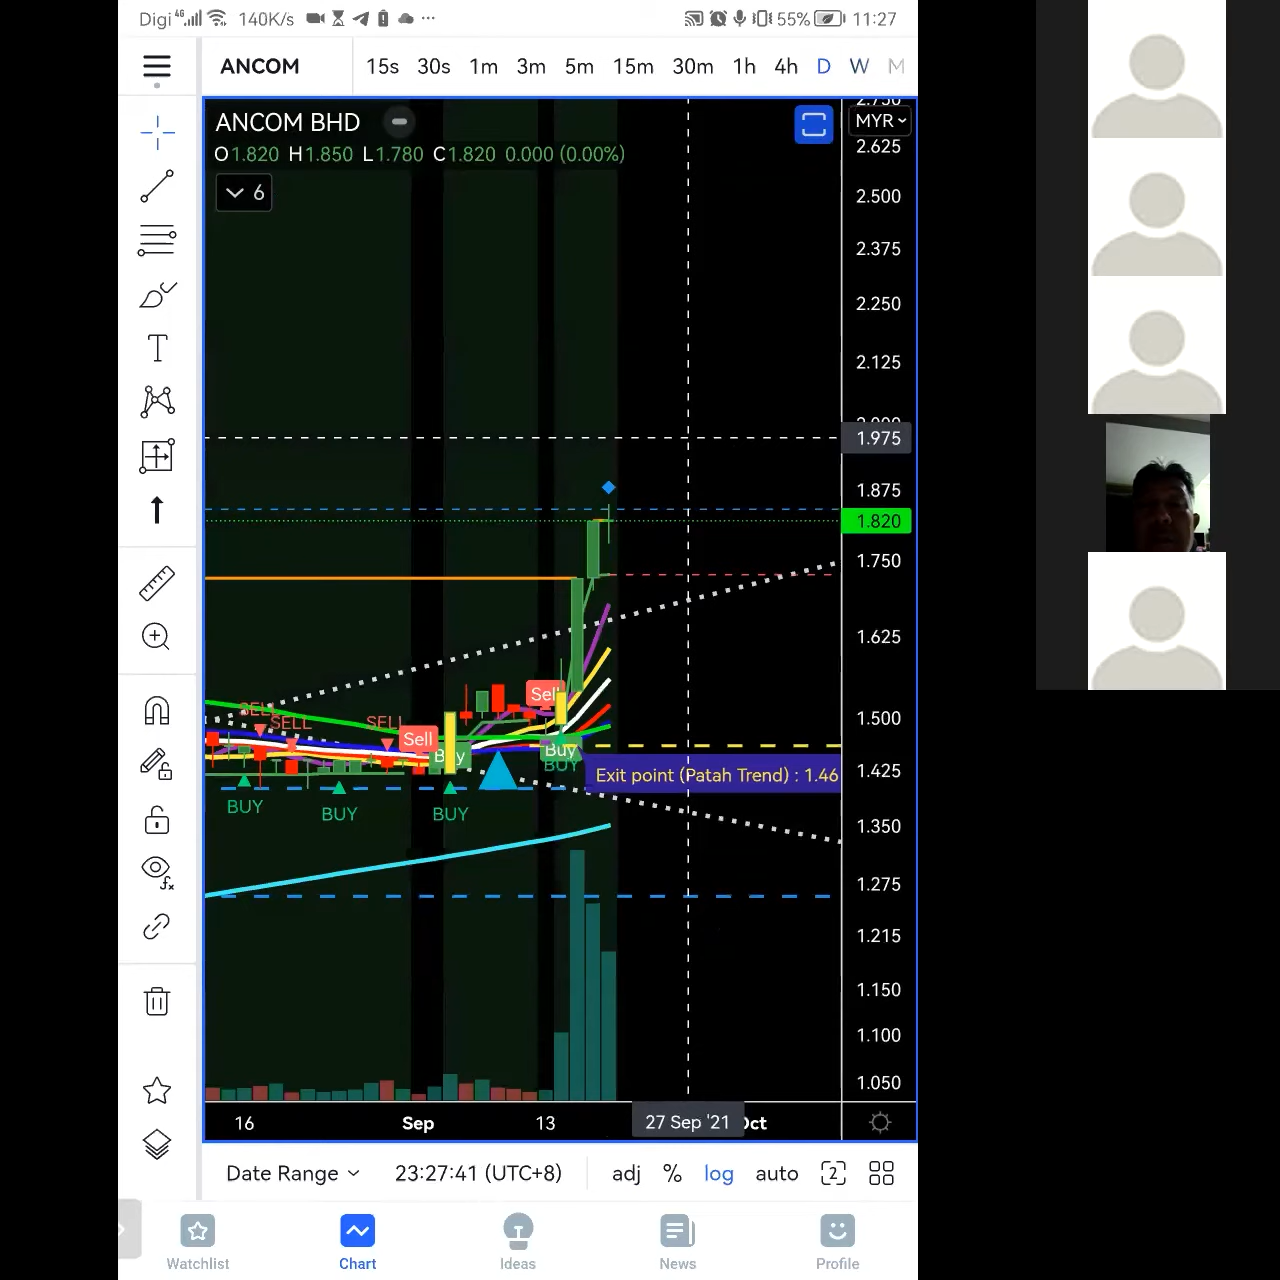 Digi 4G 140K/s ... 55% 11:27
ANCOM 15s 30s 1m 3m 5m 15m 30m 1h 4h D W M
ANCOM BHD
MYR
O1.820 H1.850 L1.780 C1.820 0.000 (0.00%)
6
2.750
2.625
2.500
2.375
2.250
2.125
1.975
1.875
1.820
1.750
1.625
1.500
1.425
1.350
1.275
1.215
1.150
1.100
1.050
SELL
SELL
SELL
Sell
Sell
Buy
Buy
BUY
BUY
BUY
BUY
Exit point (Patah Trend) : 1.46
16 Sep 13 27 Sep '21 Oct
Date Range 23:27:41 (UTC+8) adj % log auto 2
Watchlist Chart Ideas News Profile